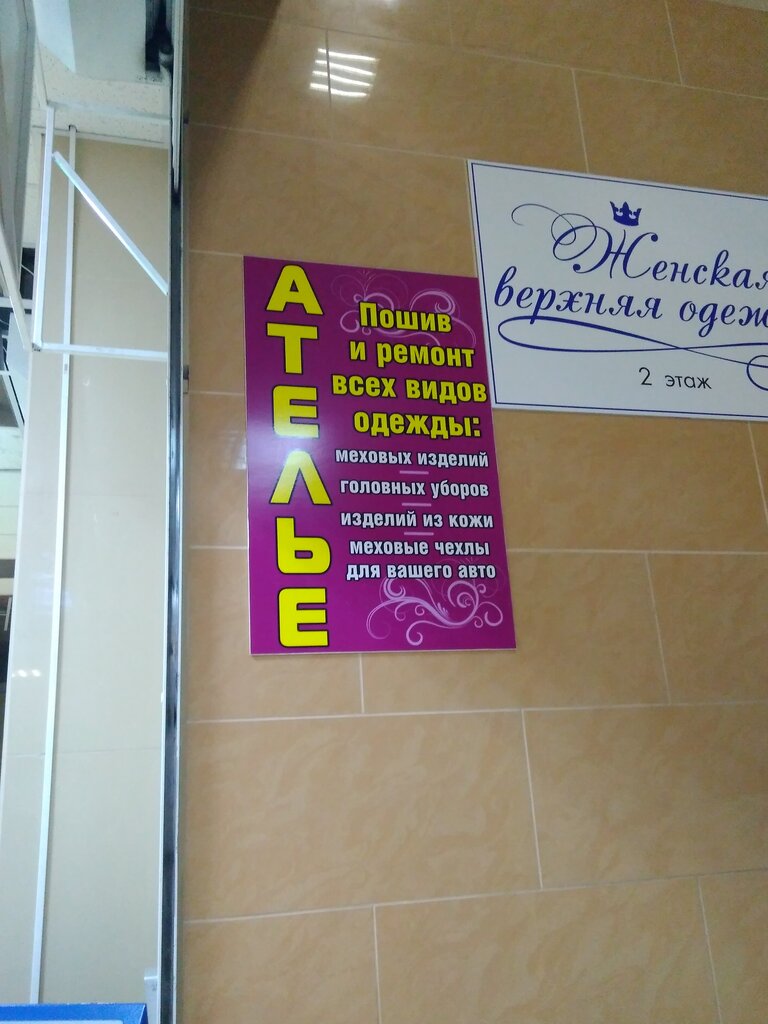 АТЕЛЬЕ
Пошив
и ремонт
всех видов
одежды:
меховых изделий
головных уборов
изделий из кожи
меховые чехлы
для вашего авто
Женская
верхняя
2 этаж